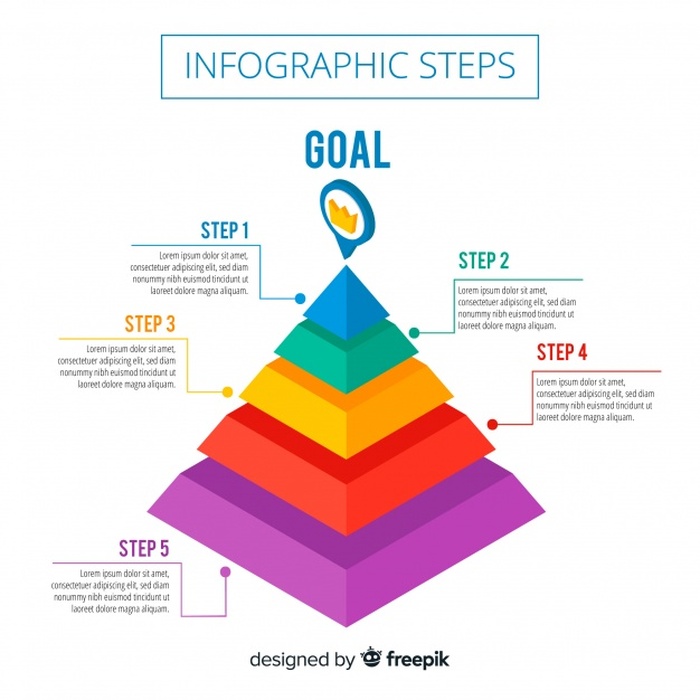 INFOGRAPHIC STEPS
GOAL
STEP 1
Lorem ipsum dolor sit amet,
consectetuer adipiscing elit, sed
diam nonummy nibh tincidunt ut
laoreet dolore magna aliquam.
STEP 2
Lorem ipsum dolor sit amet,
consectetuer adipiscing elit, sed
diam nonummy nibh tincidunt ut
laoreet dolore magna aliquam.
STEP 3
Lorem ipsum dolor sit amet,
consectetuer adipiscing elit, sed
diam nonummy nibh tincidunt ut
laoreet dolore magna aliquam.
STEP 4
Lorem ipsum dolor sit amet,
consectetuer adipiscing elit, sed
diam nonummy nibh tincidunt ut
laoreet dolore magna aliquam.
STEP 5
Lorem ipsum dolor sit amet,
consectetuer adipiscing elit, sed
diam nonummy nibh tincidunt ut
laoreet dolore magna aliquam.
designed by freepik